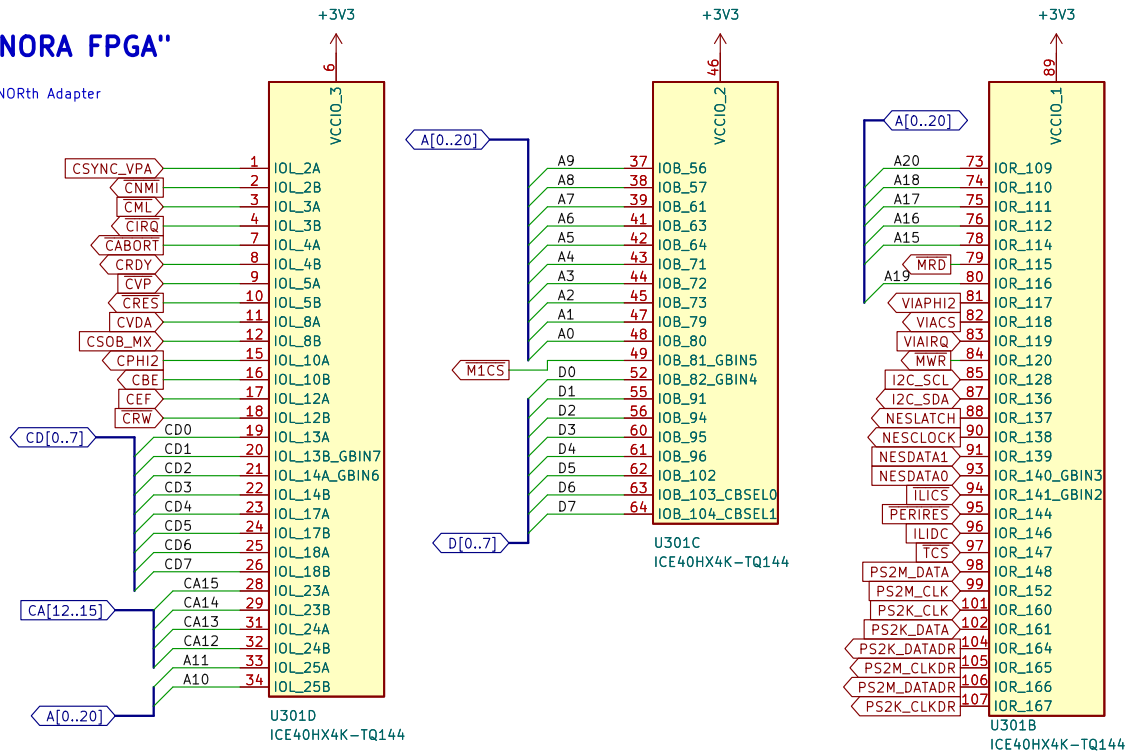 NORA FPGA"
NORth Adapter
+3V3
6
VCCIO_3
CSYNC_VPA 1 IOL_2A
CNMI 2 IOL_2B
CML 3 IOL_3A
CIRQ 4 IOL_3B
CABORT 7 IOL_4A
CRDY 8 IOL_4B
CVP 9 IOL_5A
CRES 10 IOL_5B
CVDA 11 IOL_8A
CSOB_MX 12 IOL_8B
CPHI2 15 IOL_10A
CBE 16 IOL_10B
CEF 17 IOL_12A
CRW 18 IOL_12B
CD[0..7]
CD0 19 IOL_13A
CD1 20 IOL_13B_GBIN7
CD2 21 IOL_14A_GBIN6
CD3 22 IOL_14B
CD4 23 IOL_17A
CD5 24 IOL_17B
CD6 25 IOL_18A
CD7 26 IOL_18B
CA15 28 IOL_23A
CA[12..15]
CA14 29 IOL_23B
CA13 31 IOL_24A
CA12 32 IOL_24B
A11 33 IOL_25A
A10 34 IOL_25B
A[0..20]
U301D
ICE40HX4K-TQ144
+3V3
46
VCCIO_2
A[0..20]
A9 37 IOB_56
A8 38 IOB_57
A7 39 IOB_61
A6 41 IOB_63
A5 42 IOB_64
A4 43 IOB_71
A3 44 IOB_72
A2 45 IOB_73
A1 47 IOB_79
A0 48 IOB_80
M1CS 49 IOB_81_GBIN5
D0 52 IOB_82_GBIN4
D1 55 IOB_91
D2 56 IOB_94
D3 60 IOB_95
D4 61 IOB_96
D5 62 IOB_102
D6 63 IOB_103_CBSEL0
D7 64 IOB_104_CBSEL1
D[0..7]
U301C
ICE40HX4K-TQ144
+3V3
89
VCCIO_1
A[0..20]
A20 73 IOR_109
A18 74 IOR_110
A17 75 IOR_111
A16 76 IOR_112
A15 78 IOR_114
MRD 79 IOR_115
A19 80 IOR_116
VIAPHI2 81 IOR_117
VIACS 82 IOR_118
VIAIRQ 83 IOR_119
MWR 84 IOR_120
I2C_SCL 85 IOR_128
I2C_SDA 87 IOR_136
NESLATCH 88 IOR_137
NESCLOCK 90 IOR_138
NESDATA1 91 IOR_139
NESDATA0 93 IOR_140_GBIN3
ILICS 94 IOR_141_GBIN2
PERIRES 95 IOR_144
ILIDC 96 IOR_146
TCS 97 IOR_147
PS2M_DATA 98 IOR_148
PS2M_CLK 99 IOR_152
PS2K_CLK 101 IOR_160
PS2K_DATA 102 IOR_161
PS2K_DATADR 104 IOR_164
PS2M_CLKDR 105 IOR_165
PS2M_DATADR 106 IOR_166
PS2K_CLKDR 107 IOR_167
U301B
ICE40HX4K-TQ144